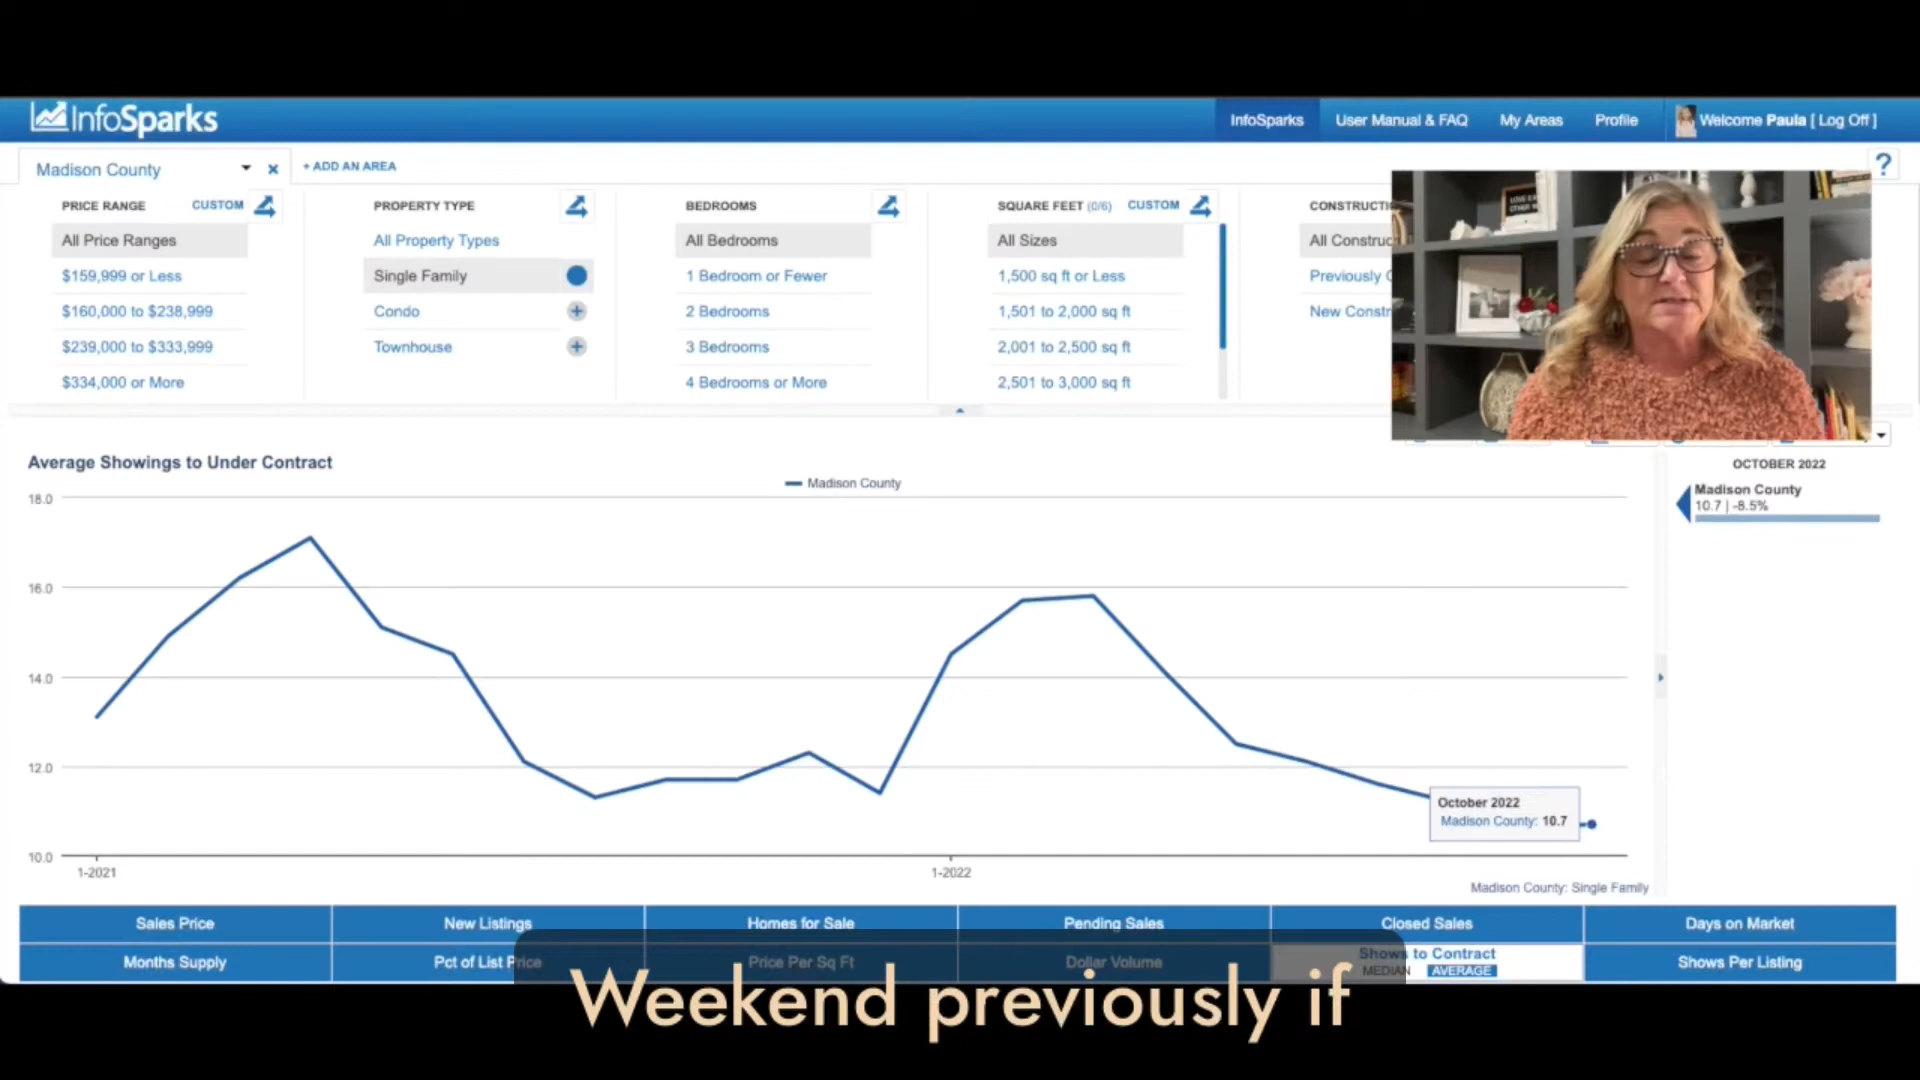 InfoSparks
InfoSparks
User Manual & FAQ
My Areas
Profile
Welcome Paula [ Log Off ]
Madison County
+ ADD AN AREA
?
PRICE RANGE
CUSTOM
All Price Ranges
$159,999 or Less
$160,000 to $238,999
$239,000 to $333,999
$334,000 or More
PROPERTY TYPE
All Property Types
Single Family
Condo
Townhouse
BEDROOMS
All Bedrooms
1 Bedroom or Fewer
2 Bedrooms
3 Bedrooms
4 Bedrooms or More
SQUARE FEET (0/6)
CUSTOM
All Sizes
1,500 sq ft or Less
1,501 to 2,000 sq ft
2,001 to 2,500 sq ft
2,501 to 3,000 sq ft
CONSTRUCTI
All Construc
Previously
New Constr
Average Showings to Under Contract
Madison County
18.0
16.0
14.0
12.0
10.0
1-2021
1-2022
October 2022
Madison County: 10.7
Madison County: Single Family
OCTOBER 2022
Madison County
10.7 | -8.5%
Sales Price
New Listings
Homes for Sale
Pending Sales
Closed Sales
Days on Market
Months Supply
Pct of List Price
Price Per Sq Ft
Dollar Volume
Shows to Contract
MEDIAN
AVERAGE
Shows Per Listing
Weekend previously if